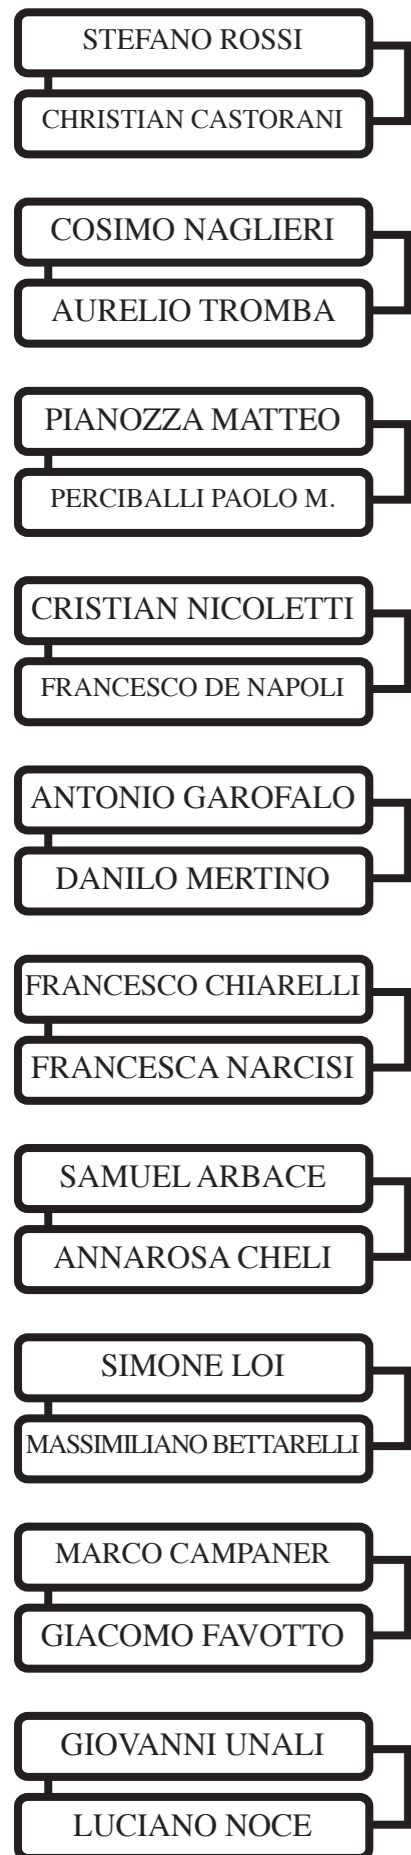 STEFANO ROSSI
CHRISTIAN CASTORANI
COSIMO NAGLIERI
AURELIO TROMBA
PIANOZZA MATTEO
PERCIBALLI PAOLO M.
CRISTIAN NICOLETTI
FRANCESCO DE NAPOLI
ANTONIO GAROFALO
DANILO MERTINO
FRANCESCO CHIARELLI
FRANCESCA NARCISI
SAMUEL ARBACE
ANNAROSA CHELI
SIMONE LOI
MASSIMILIANO BETTARELLI
MARCO CAMPANER
GIACOMO FAVOTTO
GIOVANNI UNALI
LUCIANO NOCE